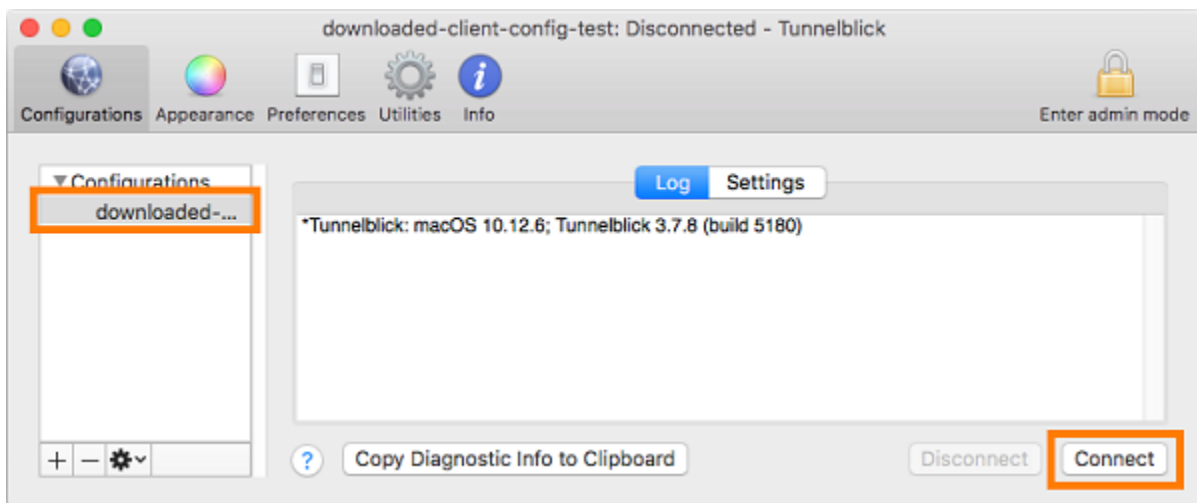 downloaded-client-config-test: Disconnected - Tunnelblick
Configurations Appearance Preferences Utilities Info Enter admin mode
Configurations
downloaded-...
Log Settings
*Tunnelblick: macOS 10.12.6; Tunnelblick 3.7.8 (build 5180)
+ − ? Copy Diagnostic Info to Clipboard Disconnect Connect